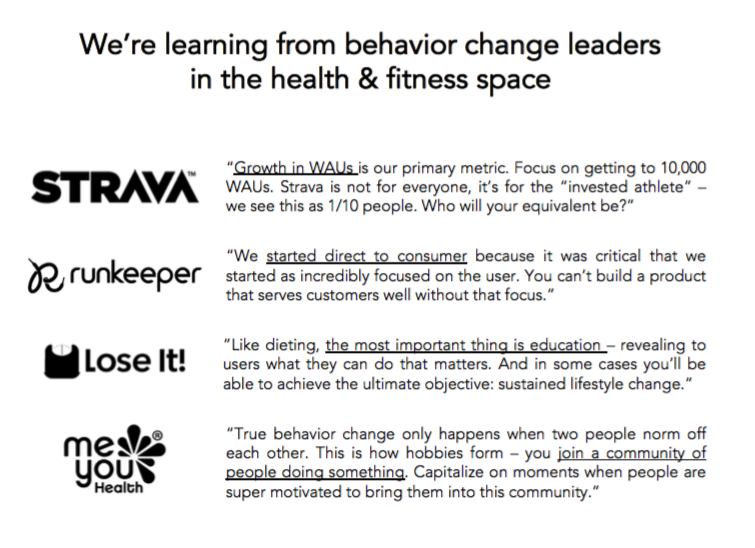 We’re learning from behavior change leaders
in the health & fitness space
STRAVA™
“Growth in WAUs is our primary metric. Focus on getting to 10,000
WAUs. Strava is not for everyone, it’s for the “invested athlete” –
we see this as 1/10 people. Who will your equivalent be?”
runkeeper
“We started direct to consumer because it was critical that we
started as incredibly focused on the user. You can’t build a product
that serves customers well without that focus.”
Lose It!
“Like dieting, the most important thing is education – revealing to
users what they can do that matters. And in some cases you’ll be
able to achieve the ultimate objective: sustained lifestyle change.”
me ®
you
Health
“True behavior change only happens when two people norm off
each other. This is how hobbies form – you join a community of
people doing something. Capitalize on moments when people are
super motivated to bring them into this community.”